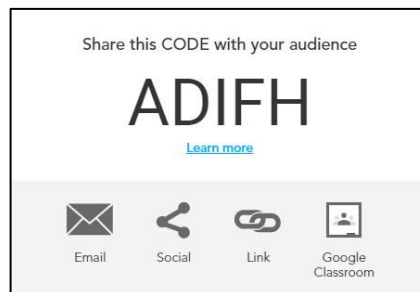 Share this CODE with your audience
ADIFH
Learn more
Email Social Link Google
Classroom